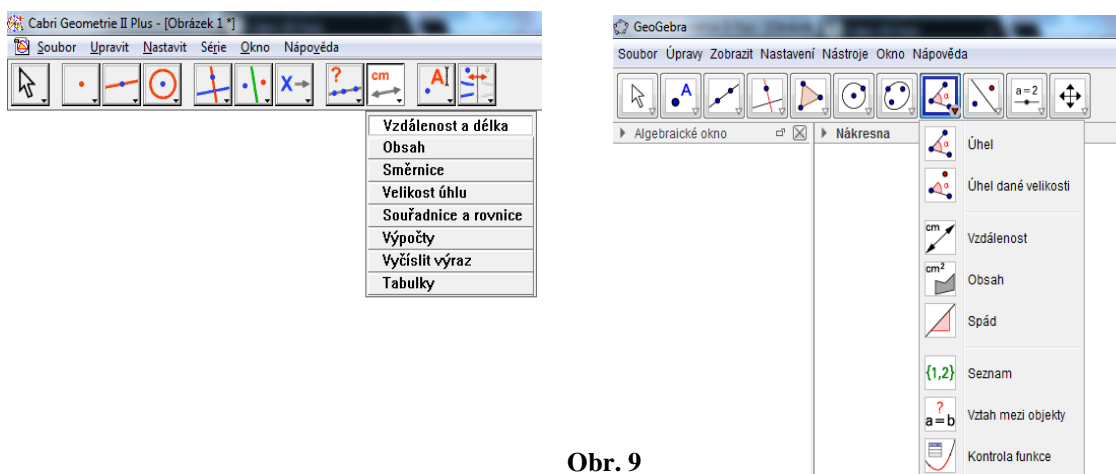 Cabri Geometrie II Plus - [Obrázek 1 *]
Soubor Upravit Nastavit Série Okno Nápověda
? cm A
X
Vzdálenost a délka
Obsah
Směrnice
Velikost úhlu
Souřadnice a rovnice
Výpočty
Vyčíslit výraz
Tabulky
GeoGebra
Soubor Úpravy Zobrazit Nastavení Nástroje Okno Nápověda
A α a=2
Algebraické okno Nákresna
α Úhel
α Úhel dané velikosti
cm Vzdálenost
cm² Obsah
Spád
{1,2} Seznam
? a=b Vztah mezi objekty
Kontrola funkce
Obr. 9